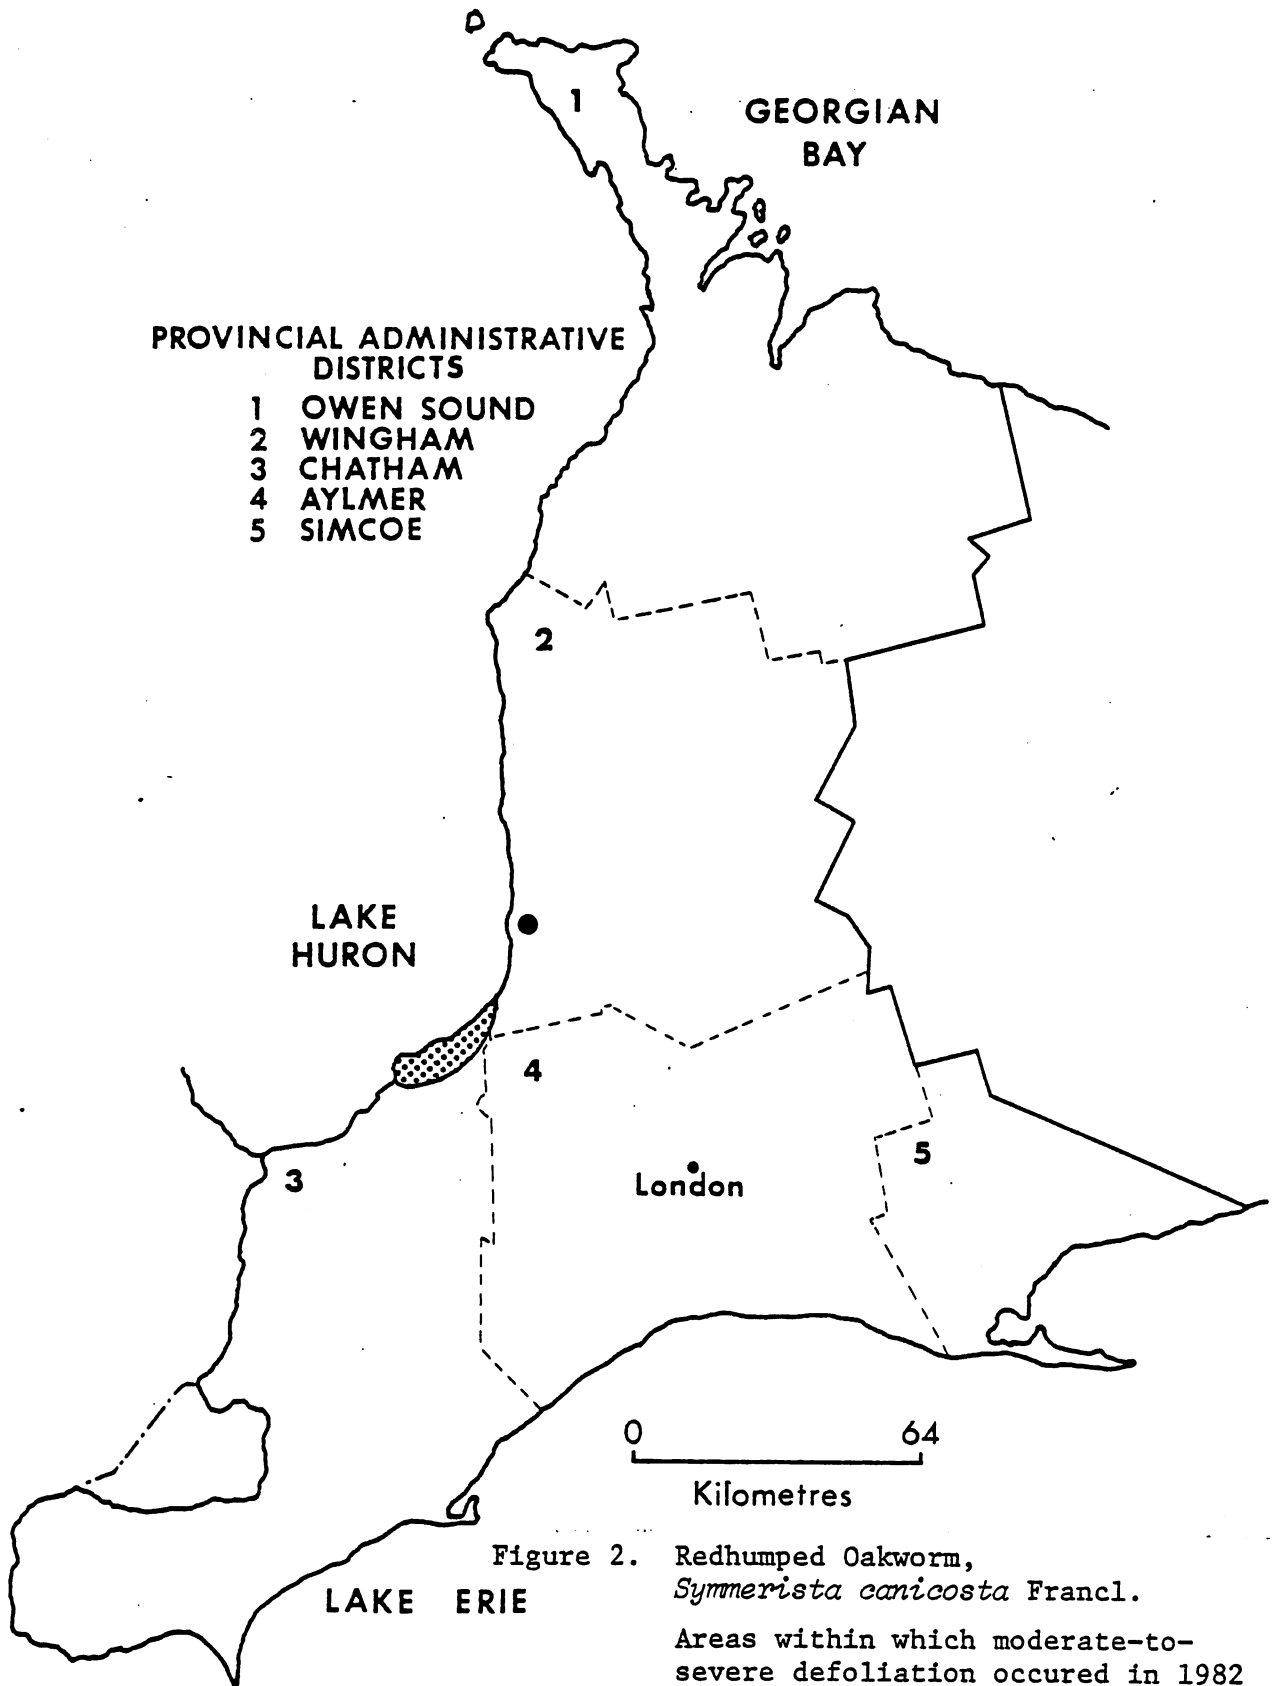 1
GEORGIAN
BAY
PROVINCIAL ADMINISTRATIVE
DISTRICTS
1 OWEN SOUND
2 WINGHAM
3 CHATHAM
4 AYLMER
5 SIMCOE
2
LAKE
HURON
4
5
3
London
0 64
Kilometres
Figure 2. Redhumped Oakworm,
Symmerista canicosta Francl.
LAKE ERIE
Areas within which moderate-to-
severe defoliation occured in 1982